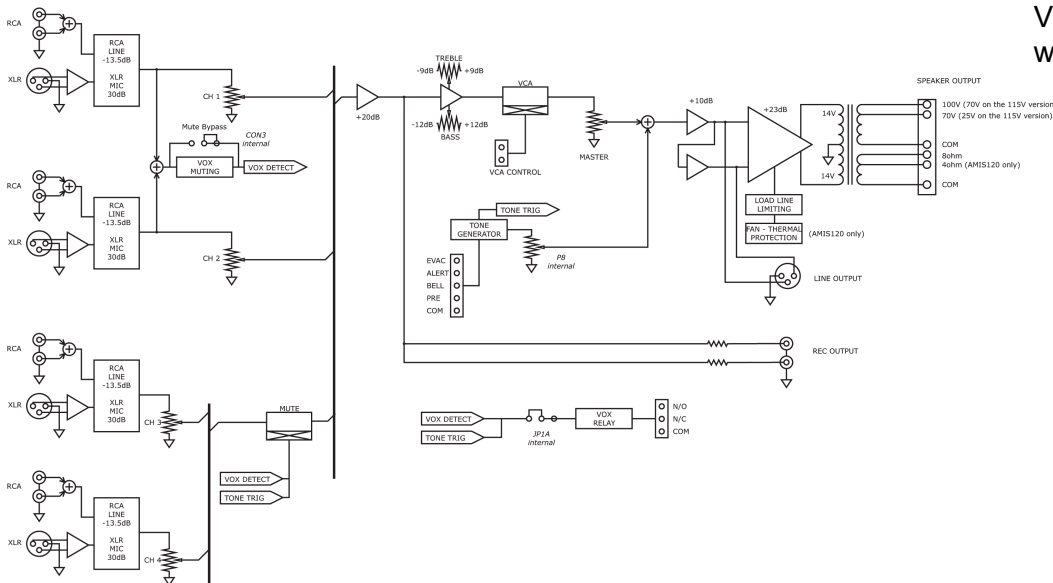 V
w
RCA
XLR
RCA
LINE
-13.5dB
XLR
MIC
30dB
CH 1
Mute Bypass
CON3
internal
VOX
MUTING
VOX DETECT
RCA
XLR
RCA
LINE
-13.5dB
XLR
MIC
30dB
CH 2
RCA
XLR
RCA
LINE
-13.5dB
XLR
MIC
30dB
CH 3
RCA
XLR
RCA
LINE
-13.5dB
XLR
MIC
30dB
CH 4
MUTE
VOX DETECT
TONE TRIG
+20dB
TREBLE
-9dB
+9dB
-12dB
+12dB
BASS
VCA
VCA CONTROL
MASTER
TONE TRIG
TONE
GENERATOR
P8
internal
EVAC
ALERT
BELL
PRE
COM
+10dB
+23dB
14V
14V
LOAD LINE
LIMITING
FAN - THERMAL
PROTECTION
(AMIS120 only)
LINE OUTPUT
SPEAKER OUTPUT
100V (70V on the 115V version)
70V (25V on the 115V version)
COM
8ohm
4ohm (AMIS120 only)
COM
REC OUTPUT
VOX DETECT
TONE TRIG
JP1A
internal
VOX
RELAY
N/O
N/C
COM